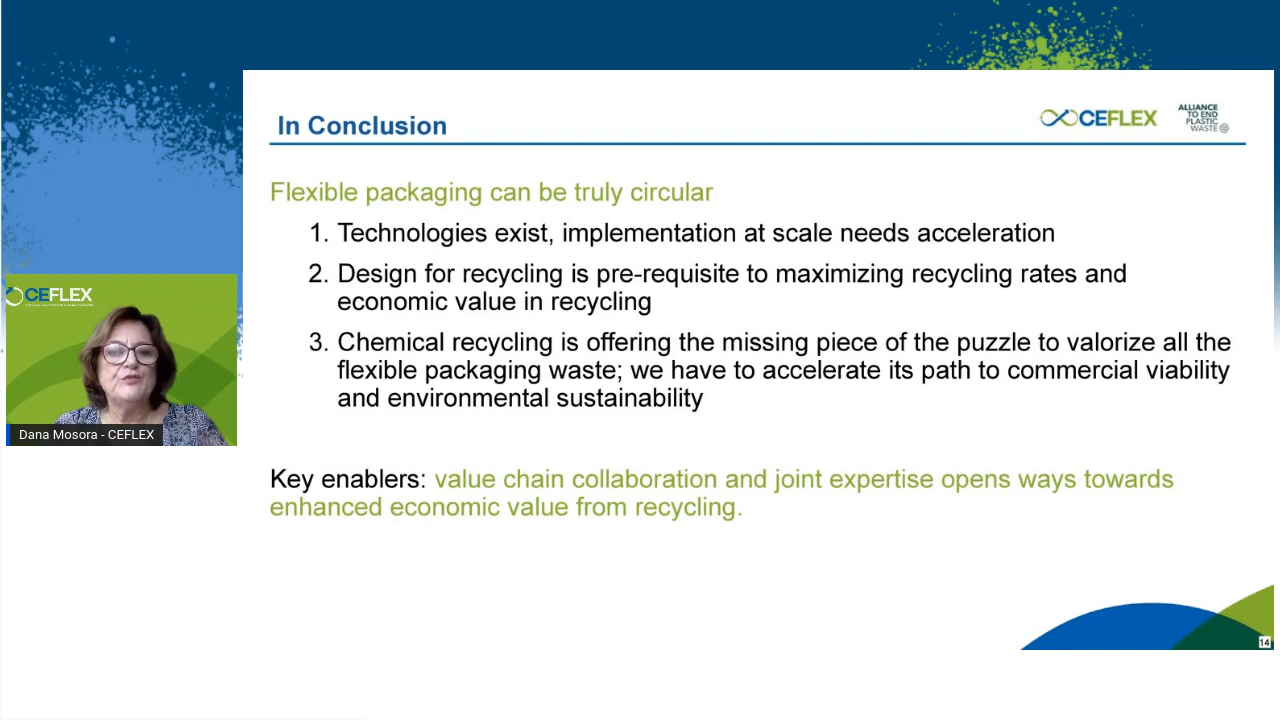 In Conclusion
CEFLEX
ALLIANCE
TO END
PLASTIC
WASTE
Flexible packaging can be truly circular
1. Technologies exist, implementation at scale needs acceleration
2. Design for recycling is pre-requisite to maximizing recycling rates and
economic value in recycling
3. Chemical recycling is offering the missing piece of the puzzle to valorize all the
flexible packaging waste; we have to accelerate its path to commercial viability
and environmental sustainability
Key enablers: value chain collaboration and joint expertise opens ways towards
enhanced economic value from recycling.
CEFLEX
Dana Mosora - CEFLEX
14